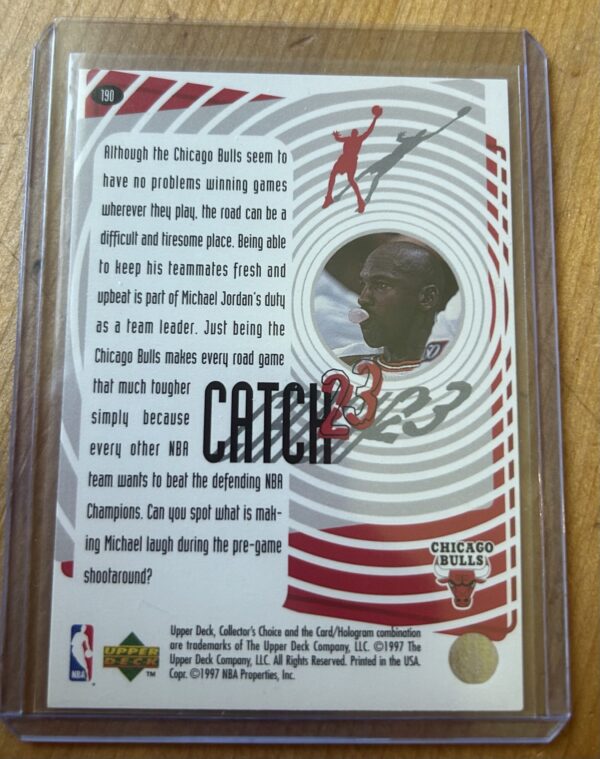 190
Although the Chicago Bulls seem to
have no problems winning games
wherever they play, the road can be a
difficult and tiresome place. Being able
to keep his teammates fresh and
upbeat is part of Michael Jordan's duty
as a team leader. Just being the
Chicago Bulls makes every road game
that much tougher
simply because
every other NBA
team wants to beat the defending NBA
Champions. Can you spot what is mak-
ing Michael laugh during the pre-game
shootaround?
CATCH 23 23
CHICAGO
BULLS
NBA
UPPER
DECK
TM
Upper Deck, Collector's Choice and the Card/Hologram combination
are trademarks of The Upper Deck Company, LLC. ©1997 The
Upper Deck Company, LLC. All Rights Reserved. Printed in the USA.
Copr. ©1997 NBA Properties, Inc.